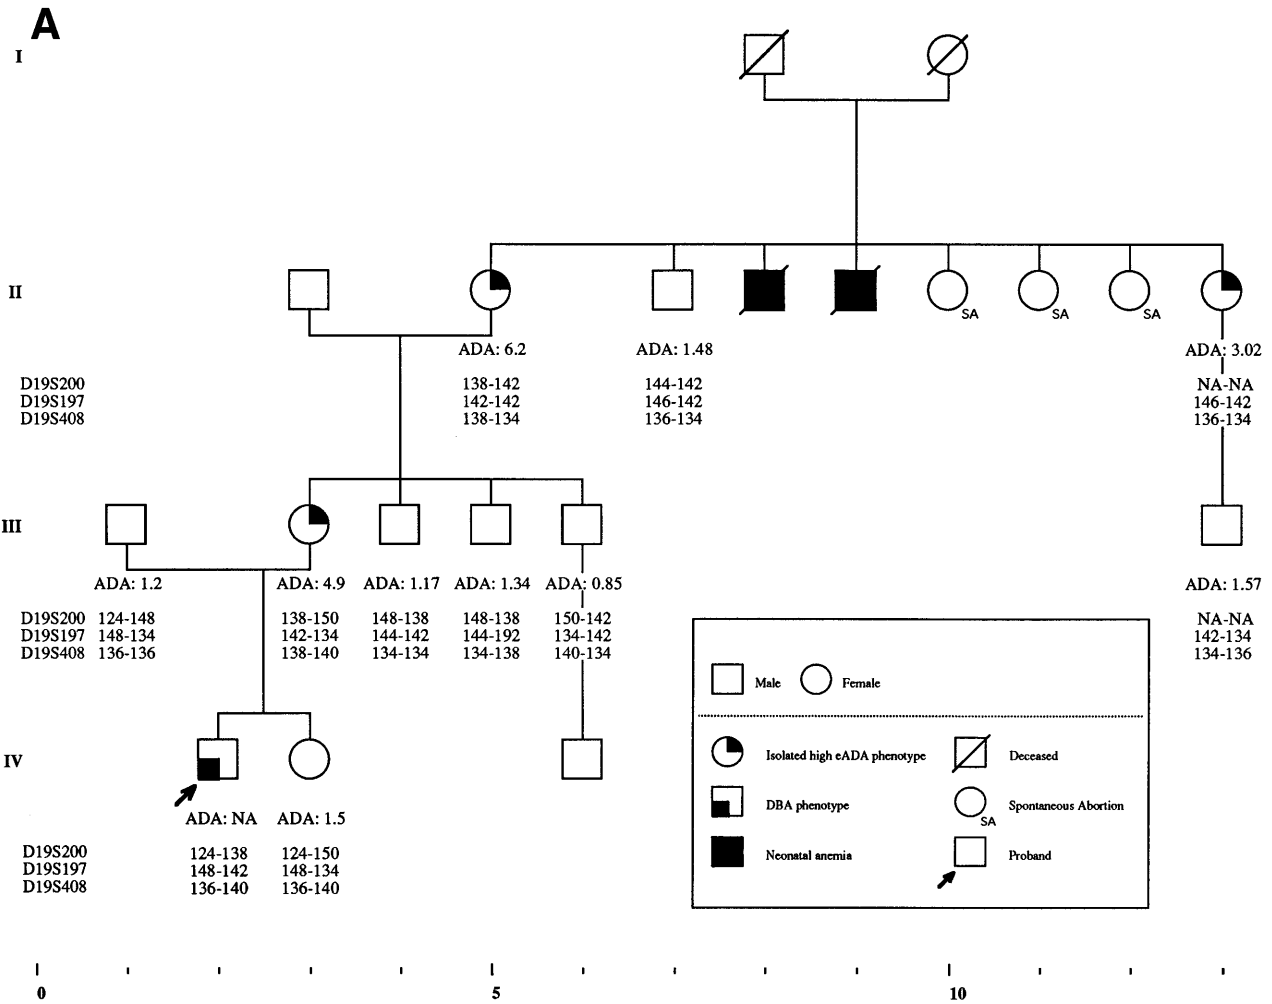 A
I
II
SA SA SA
ADA: 6.2 ADA: 1.48 ADA: 3.02
D19S200 138-142 144-142 NA-NA
D19S197 142-142 146-142 146-142
D19S408 138-134 136-134 136-134
III
ADA: 1.2 ADA: 4.9 ADA: 1.17 ADA: 1.34 ADA: 0.85 ADA: 1.57
D19S200 124-148 138-150 148-138 148-138 150-142 NA-NA
D19S197 148-134 142-134 144-142 144-192 134-142 142-134
D19S408 136-136 138-140 134-134 134-138 140-134 134-136
Male Female
IV
Isolated high eADA phenotype Deceased
DBA phenotype Spontaneous Abortion
SA
Neonatal anemia Proband
ADA: NA ADA: 1.5
D19S200 124-138 124-150
D19S197 148-142 148-134
D19S408 136-140 136-140
0 5 10